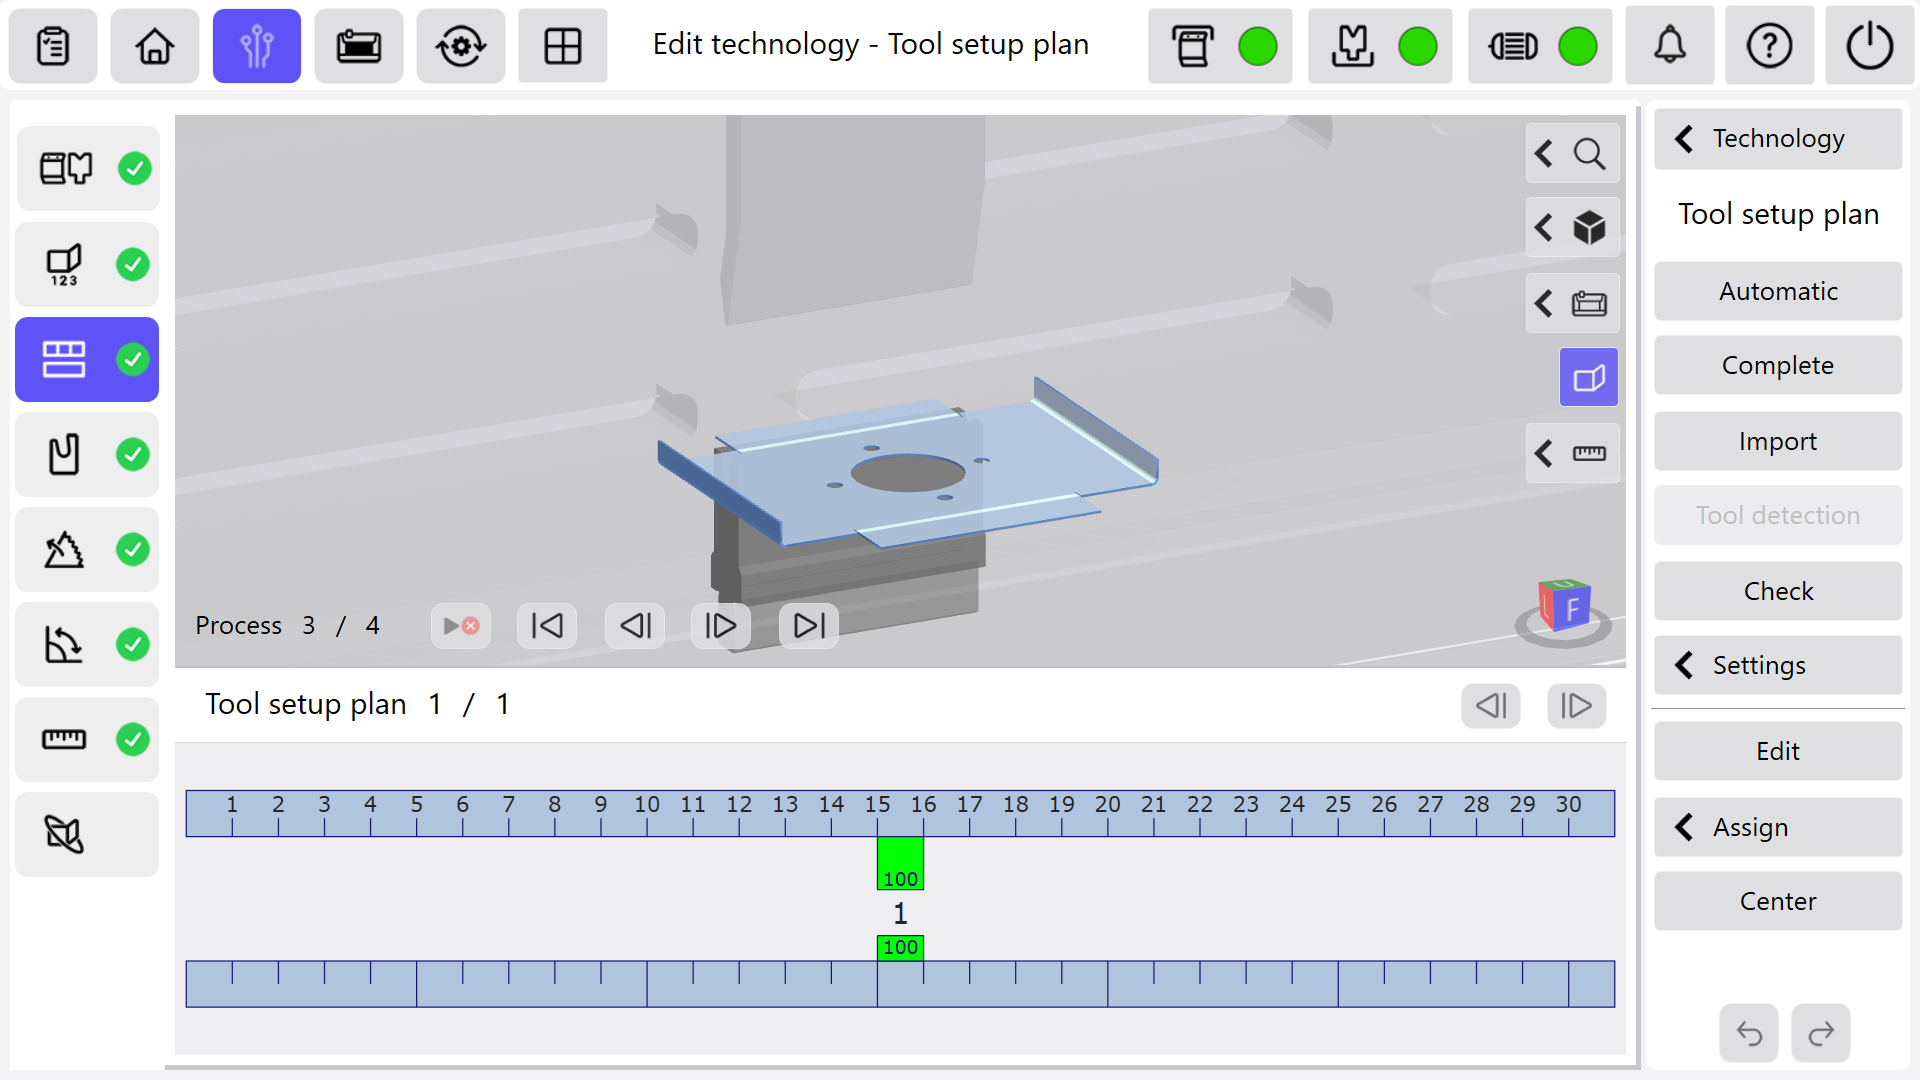 Edit technology - Tool setup plan
123
Technology
Tool setup plan
Automatic
Complete
Import
Tool detection
Check
Settings
Edit
Assign
Center
U
L
F
Process 3 / 4
Tool setup plan 1 / 1
1 2 3 4 5 6 7 8 9 10 11 12 13 14 15 16 17 18 19 20 21 22 23 24 25 26 27 28 29 30
100
1
100